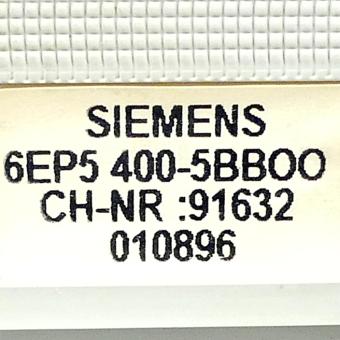 SIEMENS
6EP5 400-5BBOO
CH-NR :91632
010896